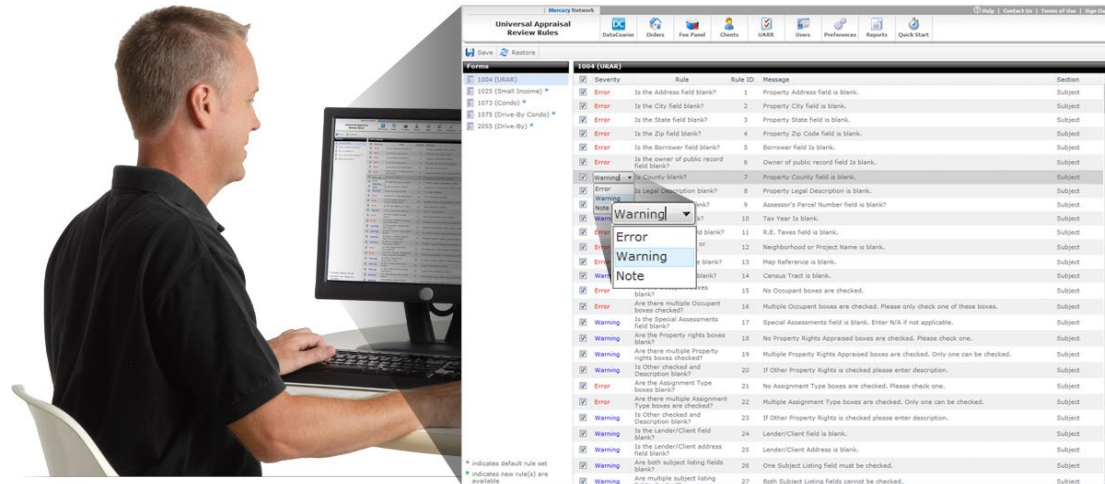 Mercury Network
Help | Contact Us | Terms of Use | Sign Ou
Universal Appraisal
Review Rules
DataCourier Orders Fee Panel Clients UARR Users Preferences Reports Quick Start
Save Restore
Forms
1004 (URAR)
1025 (Small Income) *
1073 (Condo) *
1075 (Drive-By Condo) *
2055 (Drive-By) *
* indicates default rule set
* indicates new rule(s) are
available
1004 (URAR)
Severity Rule Rule ID Message Section
Error Is the Address field blank? 1 Property Address field is blank. Subject
Error Is the City field blank? 2 Property City field is blank. Subject
Error Is the State field blank? 3 Property State field is blank. Subject
Error Is the Zip field blank? 4 Property Zip Code field is blank. Subject
Error Is the Borrower field blank? 5 Borrower field Is blank. Subject
Error Is the owner of public record
field blank? 6 Owner of public record field Is blank. Subject
Warning Is County blank? 7 Property County field is blank. Subject
Error
Warning
Note
Is Legal Description blank? 8 Property Legal Description is blank. Subject
9 Assessor's Parcel Number field is blank? Subject
10 Tax Year Is blank. Subject
blank? 11 R.E. Taxes field is blank. Subject
or
12 Neighborhood or Project Name is blank. Subject
blank? 13 Map Reference is blank. Subject
blank? 14 Census Tract is blank. Subject
Warning
Error
Warning
Note
Error
blank? 15 No Occupant boxes are checked. Subject
Error Are there multiple Occupant
boxes checked? 16 Multiple Occupant boxes are checked. Please only check one of these boxes. Subject
Warning Is the Special Assessments
field blank? 17 Special Assessments field is blank. Enter N/A if not applicable. Subject
Warning Are the Property rights boxes
blank? 18 No Property Rights Appraised boxes are checked. Please check one. Subject
Warning Are there multiple Property
rights boxes checked? 19 Multiple Property Rights Appraised boxes are checked. Only one can be checked. Subject
Warning Is Other checked and
Description blank? 20 If Other Property Rights is checked please enter description. Subject
Error Are the Assignment Type
boxes blank? 21 No Assignment Type boxes are checked. Please check one. Subject
Error Are there multiple Assignment
Type boxes are checked? 22 Multiple Assignment Type boxes are checked. Only one can be checked. Subject
Warning Is Other checked and
Description blank? 23 If Other Property Rights is checked please enter description. Subject
Warning Is the Lender/Client field
blank? 24 Lender/Client field is blank. Subject
Warning Is the Lender/Client address
field blank? 25 Lender/Client Address is blank. Subject
Warning Are both subject listing fields
blank? 26 One Subject Listing field must be checked. Subject
Warning Are multiple subject listing
27 Both Subject Listing fields cannot be checked. Subject